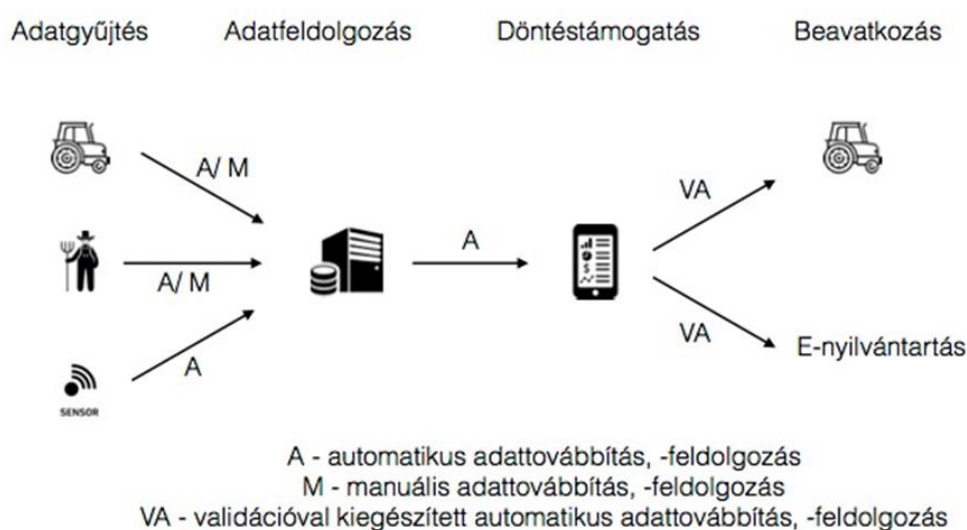 Adatgyűjtés Adatfeldolgozás Döntéstámogatás Beavatkozás
A/ M
VA
A
A/ M
VA
E-nyilvántartás
A
SENSOR
A - automatikus adattovábbítás, -feldolgozás
M - manuális adattovábbítás, -feldolgozás
VA - validációval kiegészített automatikus adattovábbítás, -feldolgozás